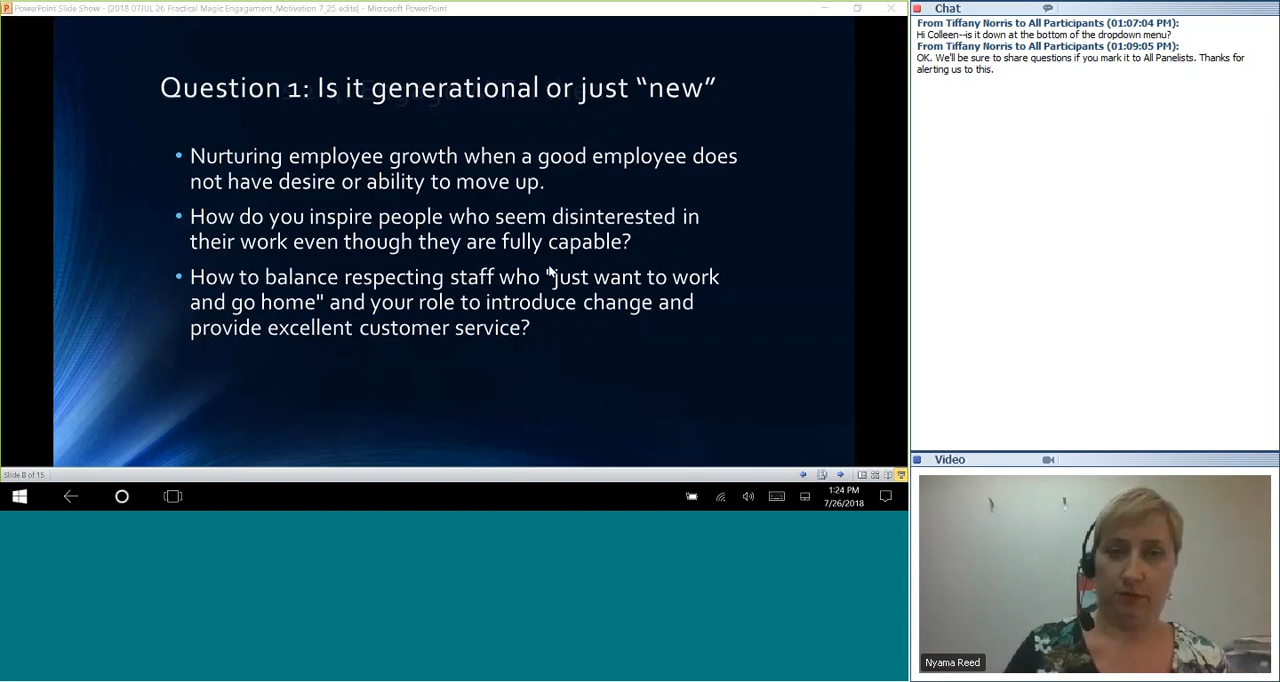 PowerPoint Slide Show - [2018 07JUL 26 Practical Magic Engagement_Motivation 7_25 edits] - Microsoft PowerPoint
Question 1: Is it generational or just “new”
• Nurturing employee growth when a good employee does
not have desire or ability to move up.
• How do you inspire people who seem disinterested in
their work even though they are fully capable?
• How to balance respecting staff who "just want to work
and go home" and your role to introduce change and
provide excellent customer service?
Slide 8 of 15
1:24 PM
7/26/2018
Chat
From Tiffany Norris to All Participants (01:07:04 PM):
Hi Colleen--is it down at the bottom of the dropdown menu?
From Tiffany Norris to All Participants (01:09:05 PM):
OK. We'll be sure to share questions if you mark it to All Panelists. Thanks for
alerting us to this.
Video
Nyama Reed